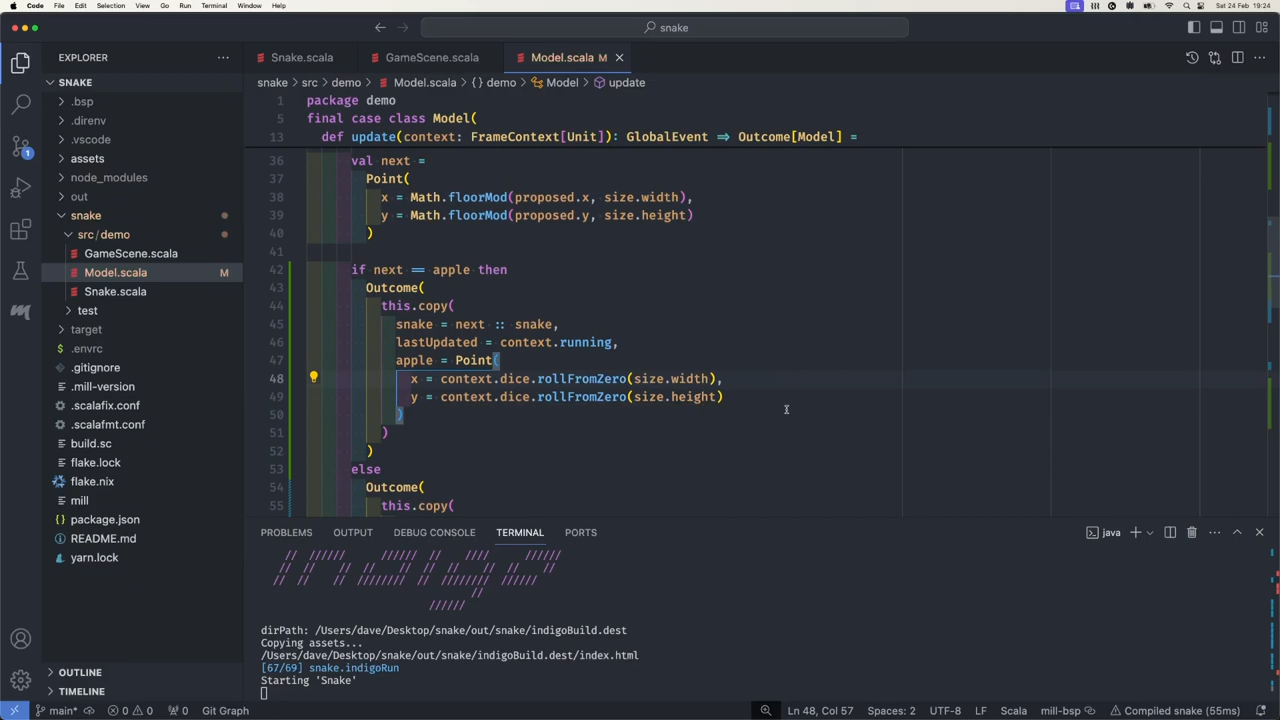 Code File Edit Selection View Go Run Terminal Window Help Sat 24 Feb 19:24
snake
EXPLORER
Snake.scala GameScene.scala Model.scala M
snake > src > demo > Model.scala > {} demo > Model > update
SNAKE
.bsp
.direnv
.vscode
assets
node_modules
out
snake
src/demo
GameScene.scala
Model.scala M
Snake.scala
test
target
.envrc
.gitignore
.mill-version
.scalafix.conf
.scalafmt.conf
build.sc
flake.lock
flake.nix
mill
package.json
README.md
yarn.lock
OUTLINE
TIMELINE
1 package demo
5 final case class Model(
13 def update(context: FrameContext[Unit]): GlobalEvent ⇒ Outcome[Model] =
36 val next =
37 Point(
38 x = Math.floorMod(proposed.x, size.width),
39 y = Math.floorMod(proposed.y, size.height)
40 )
41
42 if next == apple then
43 Outcome(
44 this.copy(
45 snake = next :: snake,
46 lastUpdated = context.running,
47 apple = Point(
48 x = context.dice.rollFromZero(size.width),
49 y = context.dice.rollFromZero(size.height)
50 )
51 )
52 )
53 else
54 Outcome(
55 this.copy(
PROBLEMS OUTPUT DEBUG CONSOLE TERMINAL PORTS java
// ////// ////// // //// //////
// // // // // // // // // //
// // // //////// // //////// //////
//
//////
dirPath: /Users/dave/Desktop/snake/out/snake/indigoBuild.dest
Copying assets...
/Users/dave/Desktop/snake/out/snake/indigoBuild.dest/index.html
[67/69] snake.indigoRun
Starting 'Snake'
main* 0 0 0 Git Graph Ln 48, Col 57 Spaces: 2 UTF-8 LF Scala mill-bsp Compiled snake (55ms)
1